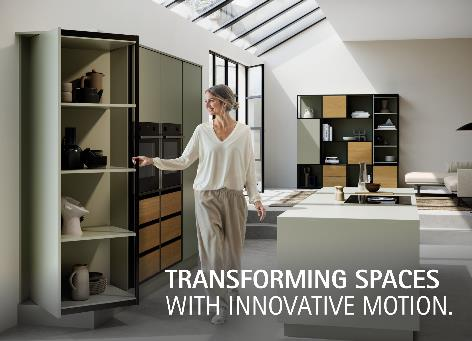 TRANSFORMING SPACES
WITH INNOVATIVE MOTION.